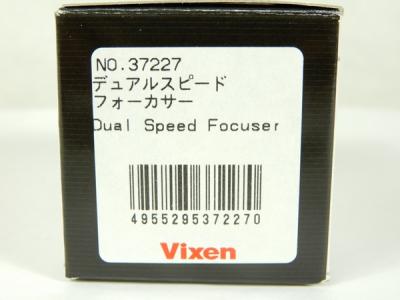 NO.37227
デュアルスピード
フォーカサー
Dual Speed Focuser
4955295372270
Vixen